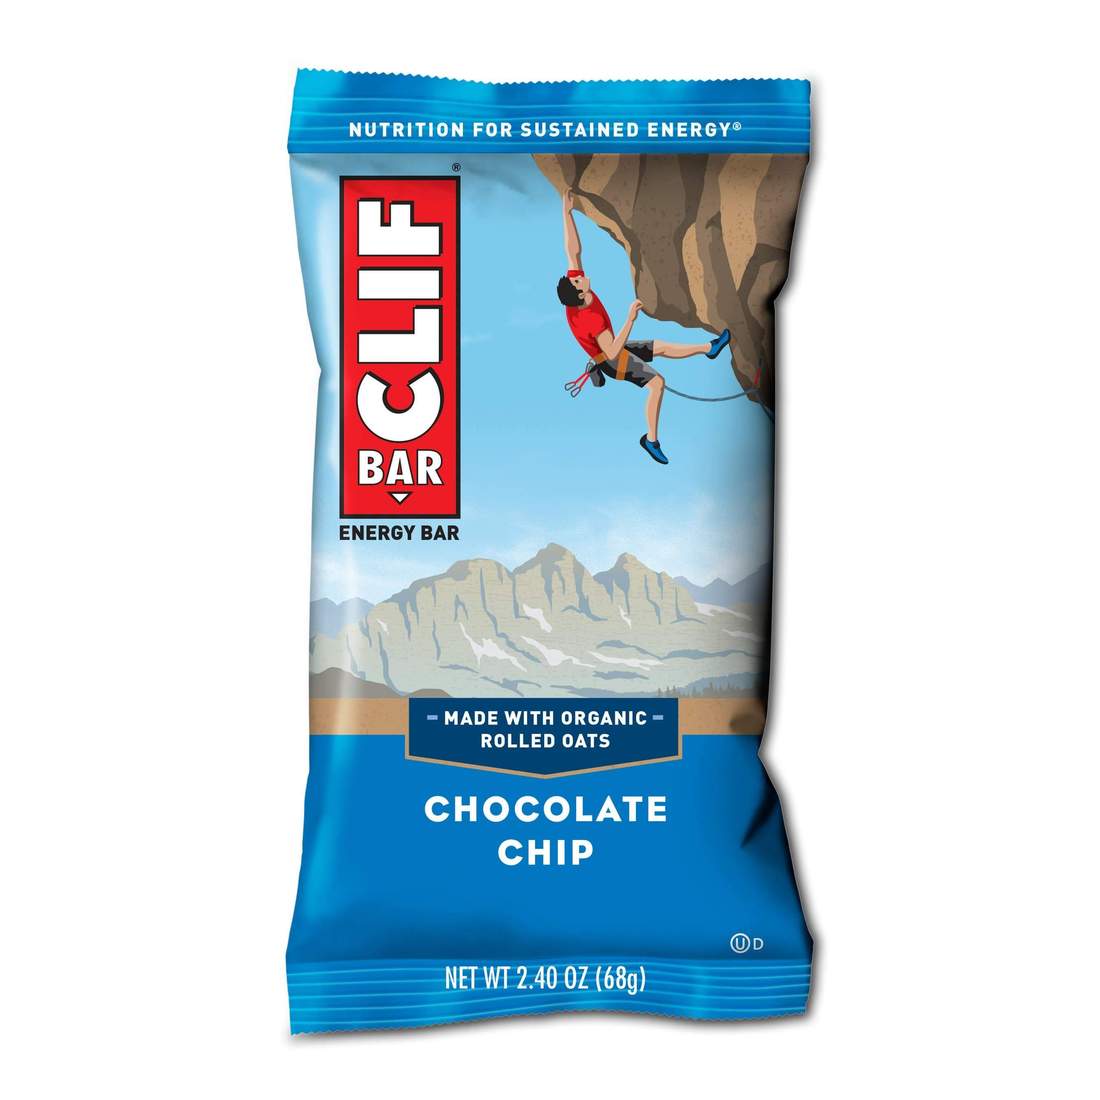 NUTRITION FOR SUSTAINED ENERGY®
CLIF®
BAR
ENERGY BAR
- MADE WITH ORGANIC -
ROLLED OATS
CHOCOLATE
CHIP
Ⓤ D
NET WT 2.40 OZ (68g)